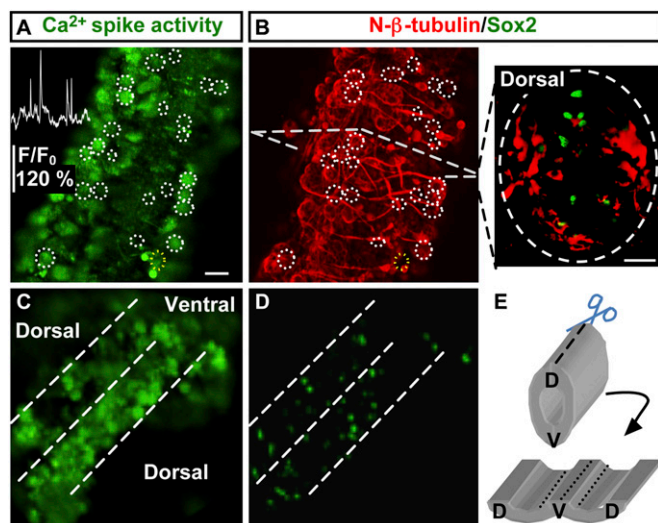 A Ca2+ spike activity
B N-β-tubulin/Sox2
F/F0
120 %
Dorsal
C
Dorsal
Ventral
Dorsal
D
E
D
V
D V D